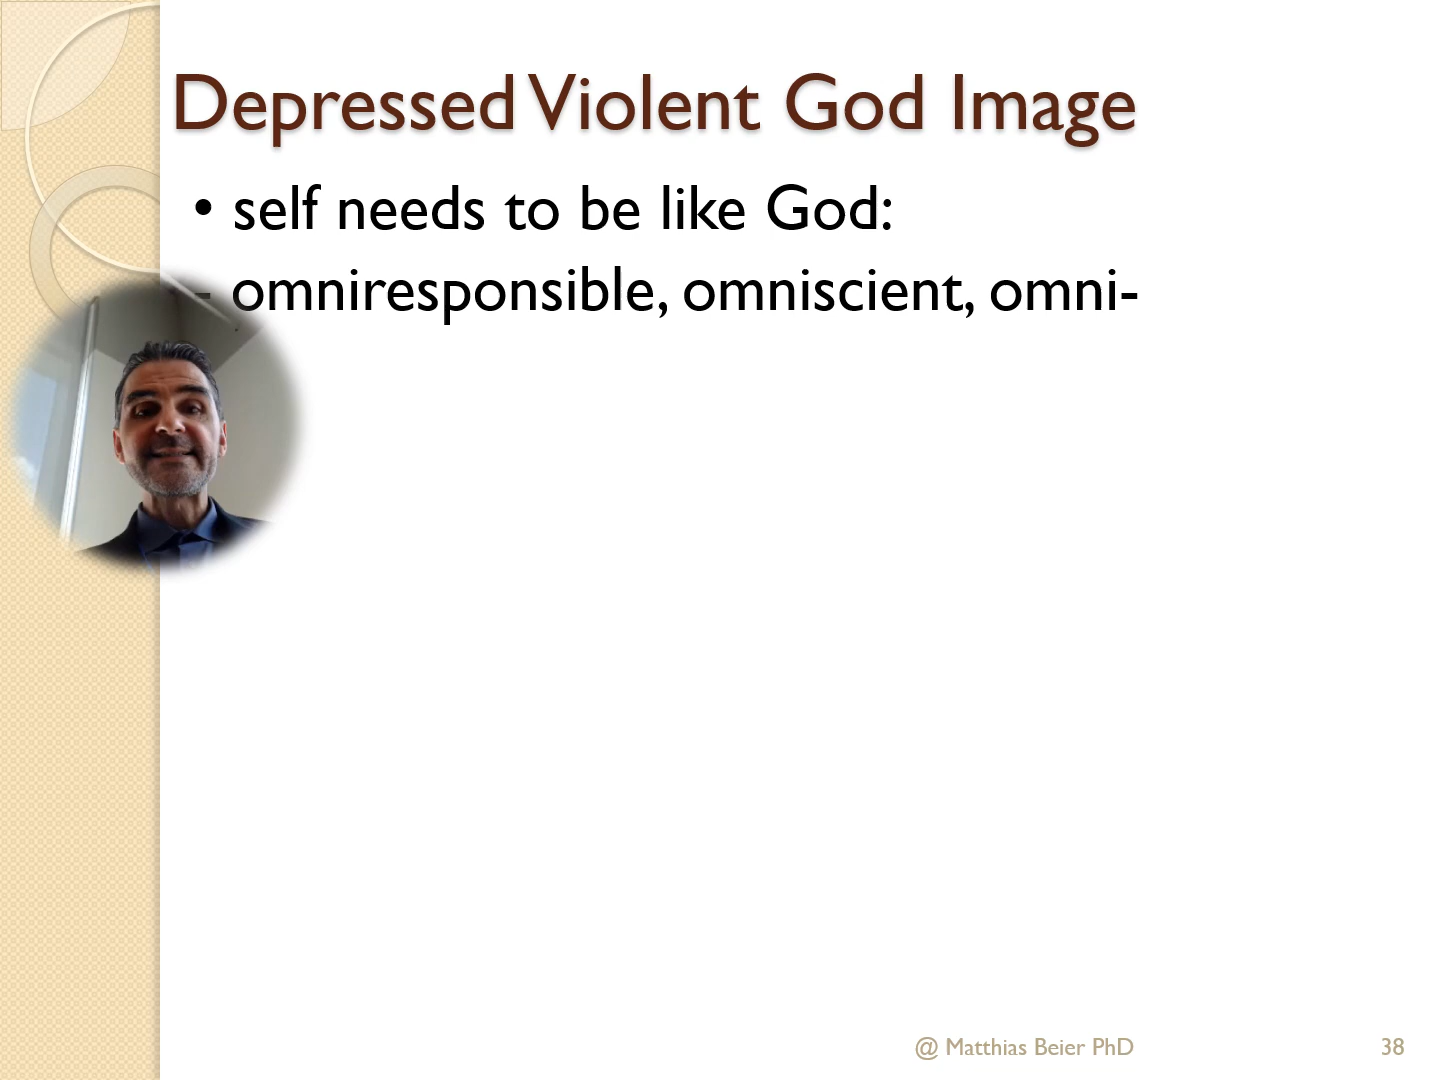 Depressed Violent God Image
• self needs to be like God:
- omniresponsible, omniscient, omni-
@ Matthias Beier PhD
38